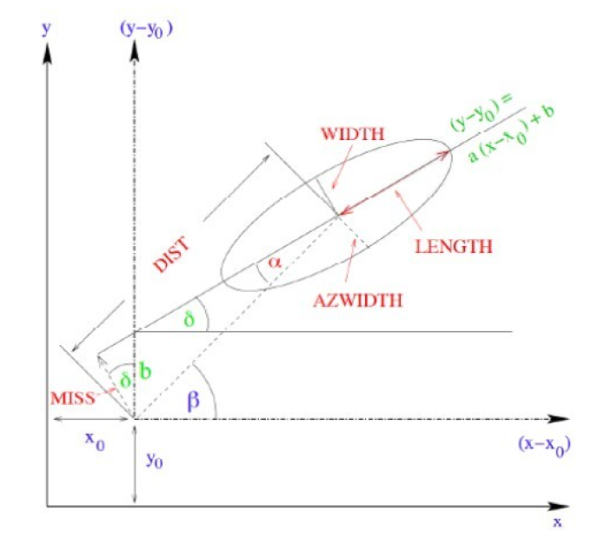 y
(y−y₀)
(y−y₀) =
a (x−x₀) + b
WIDTH
DIST
α
LENGTH
AZWIDTH
δ
δ
b
MISS
β
x₀
(x−x₀)
y₀
x